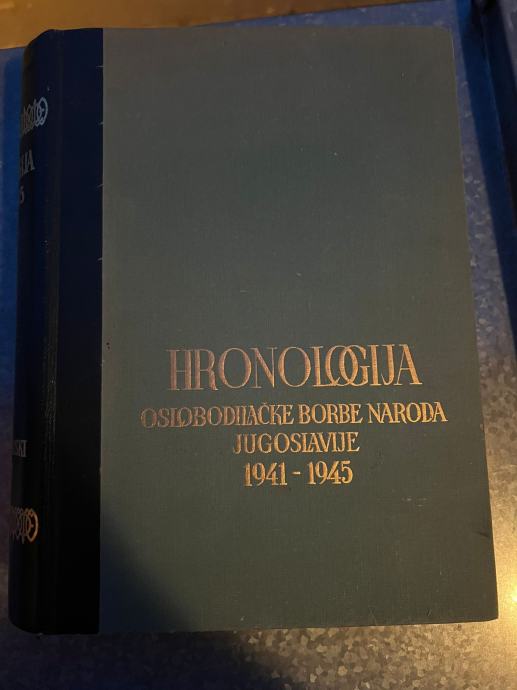 HRONOLOGIJA
OSLOBODILAČKE BORBE NARODA
JUGOSLAVIJE
1941 - 1945